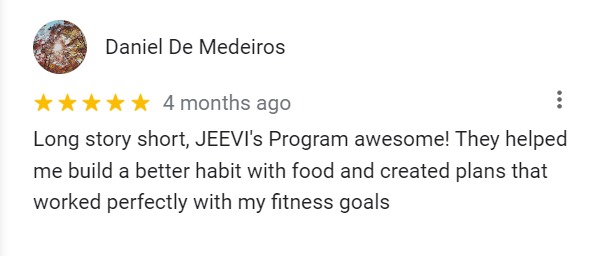 Daniel De Medeiros
4 months ago
Long story short, JEEVI's Program awesome! They helped
me build a better habit with food and created plans that
worked perfectly with my fitness goals